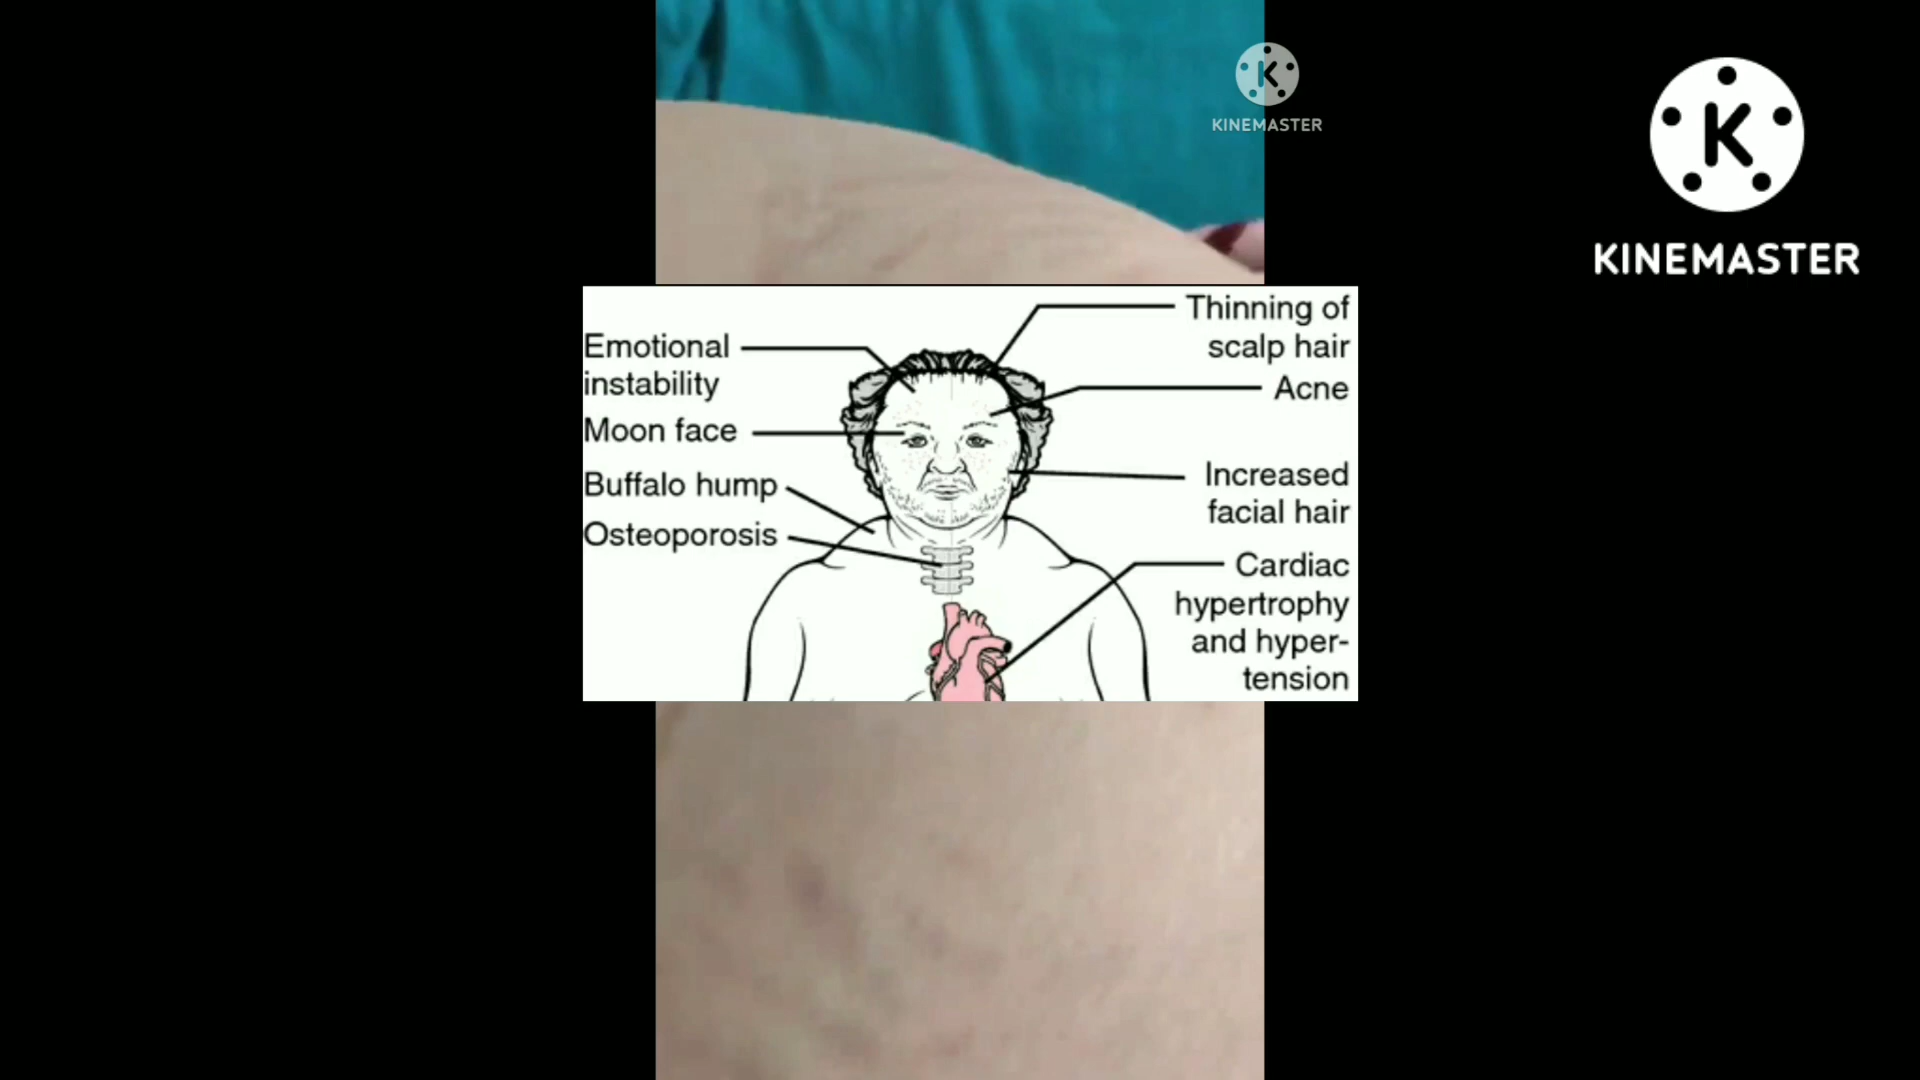 KINEMASTER
KINEMASTER
Emotional
instability
Moon face
Buffalo hump
Osteoporosis
Thinning of
scalp hair
Acne
Increased
facial hair
Cardiac
hypertrophy
and hyper-
tension